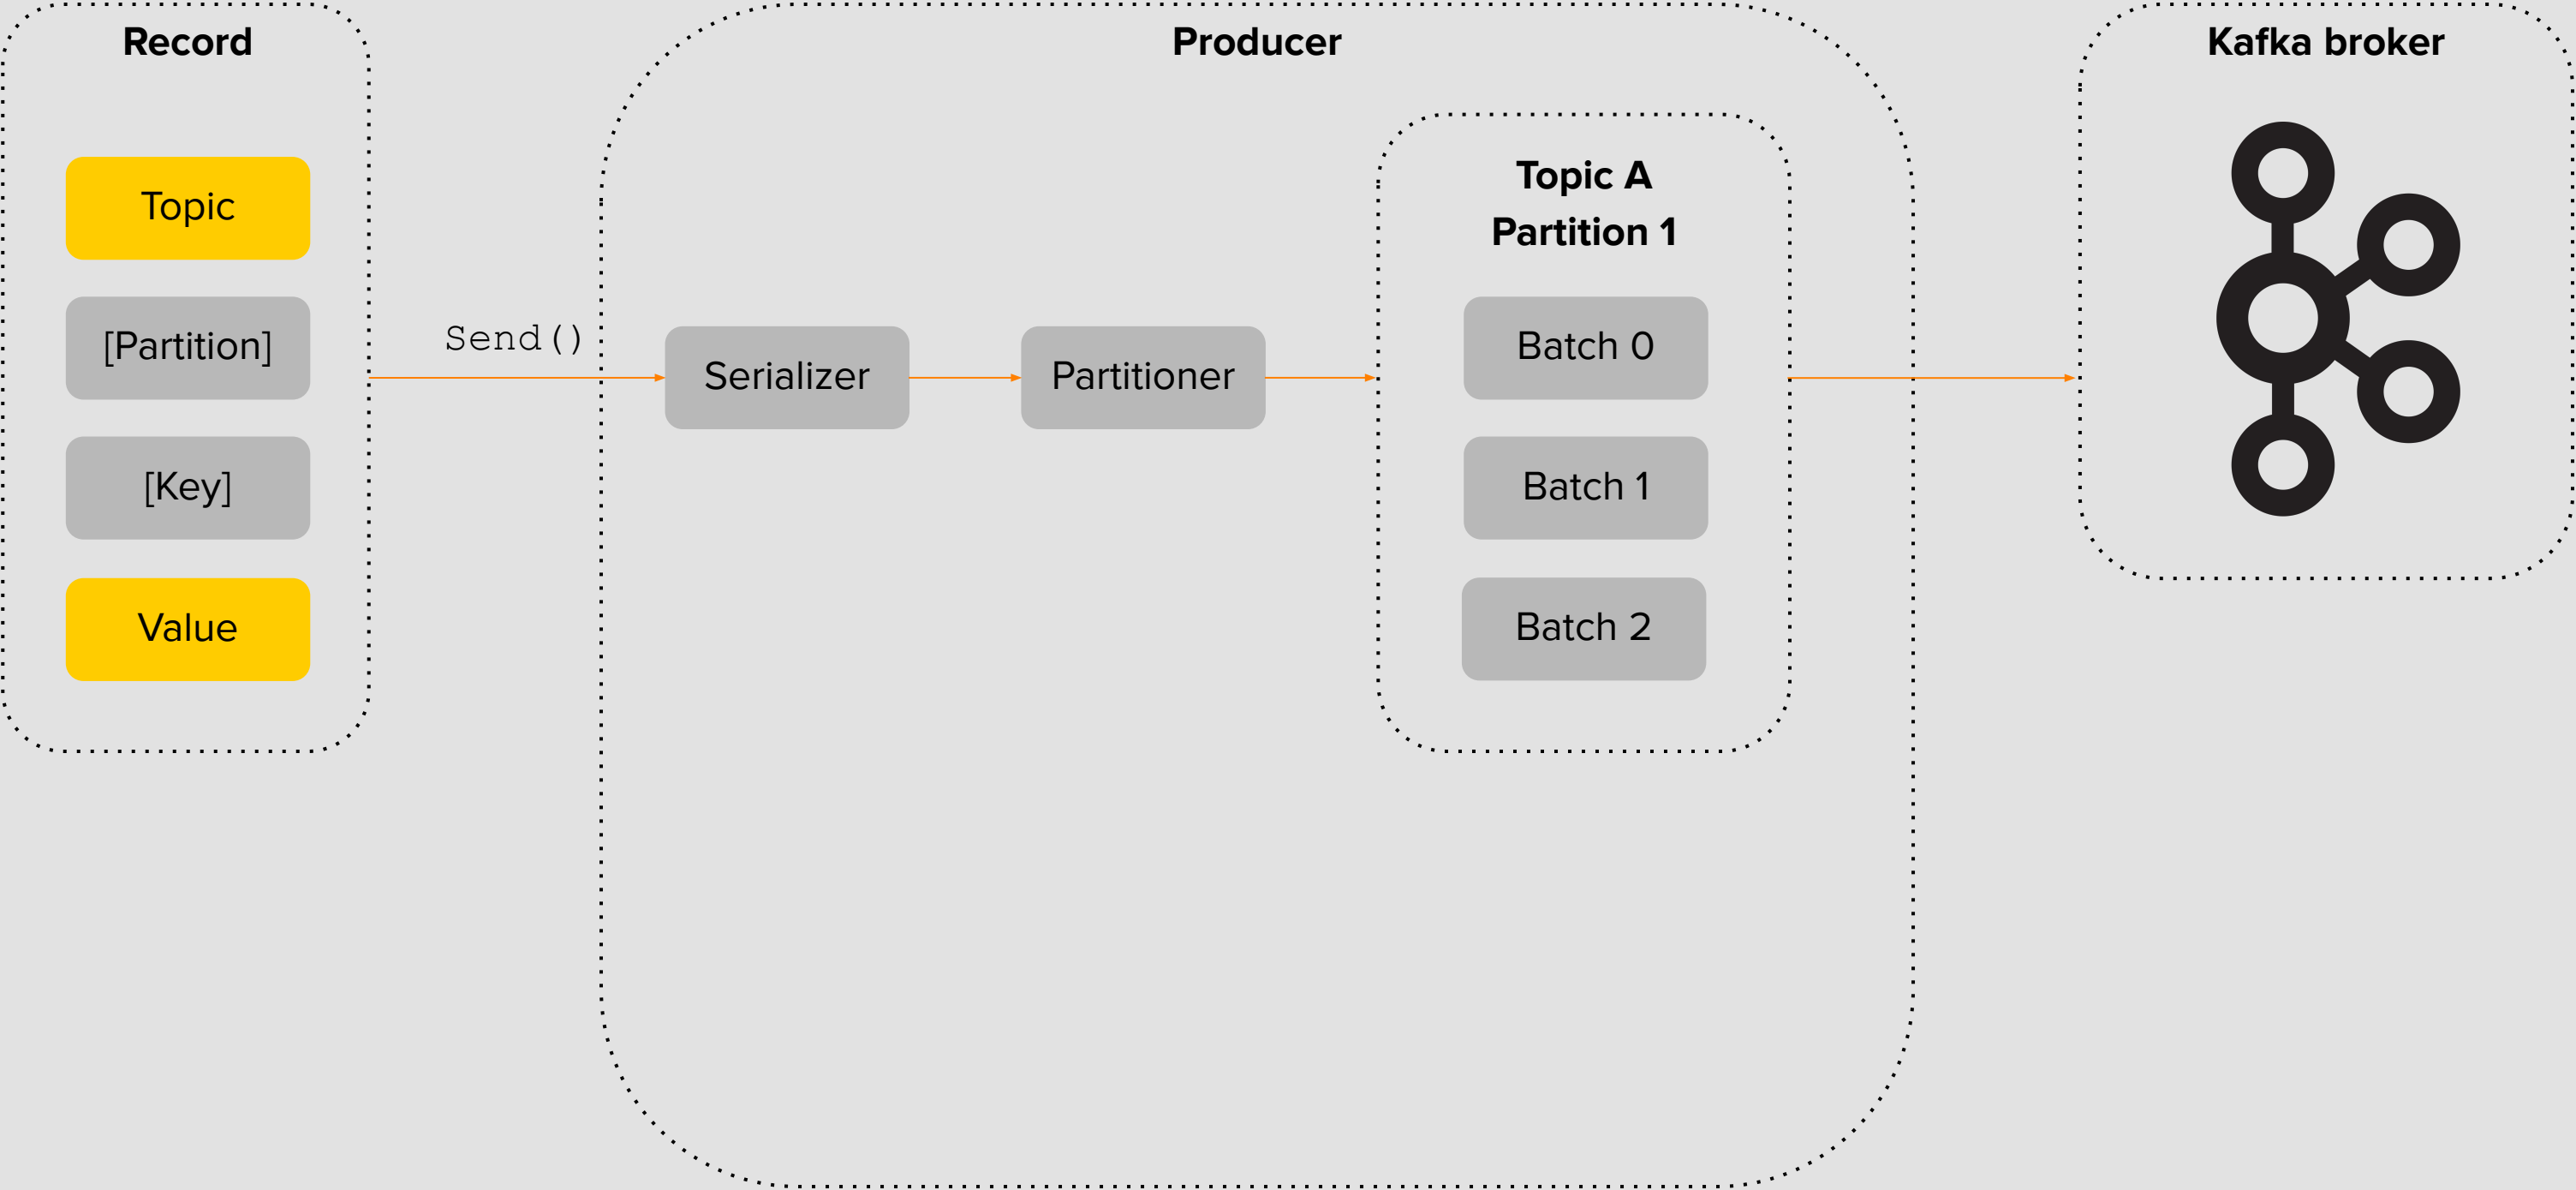 Record
Topic
[Partition]
[Key]
Value
Send()
Producer
Serializer
Partitioner
Topic A
Partition 1
Batch 0
Batch 1
Batch 2
Kafka broker